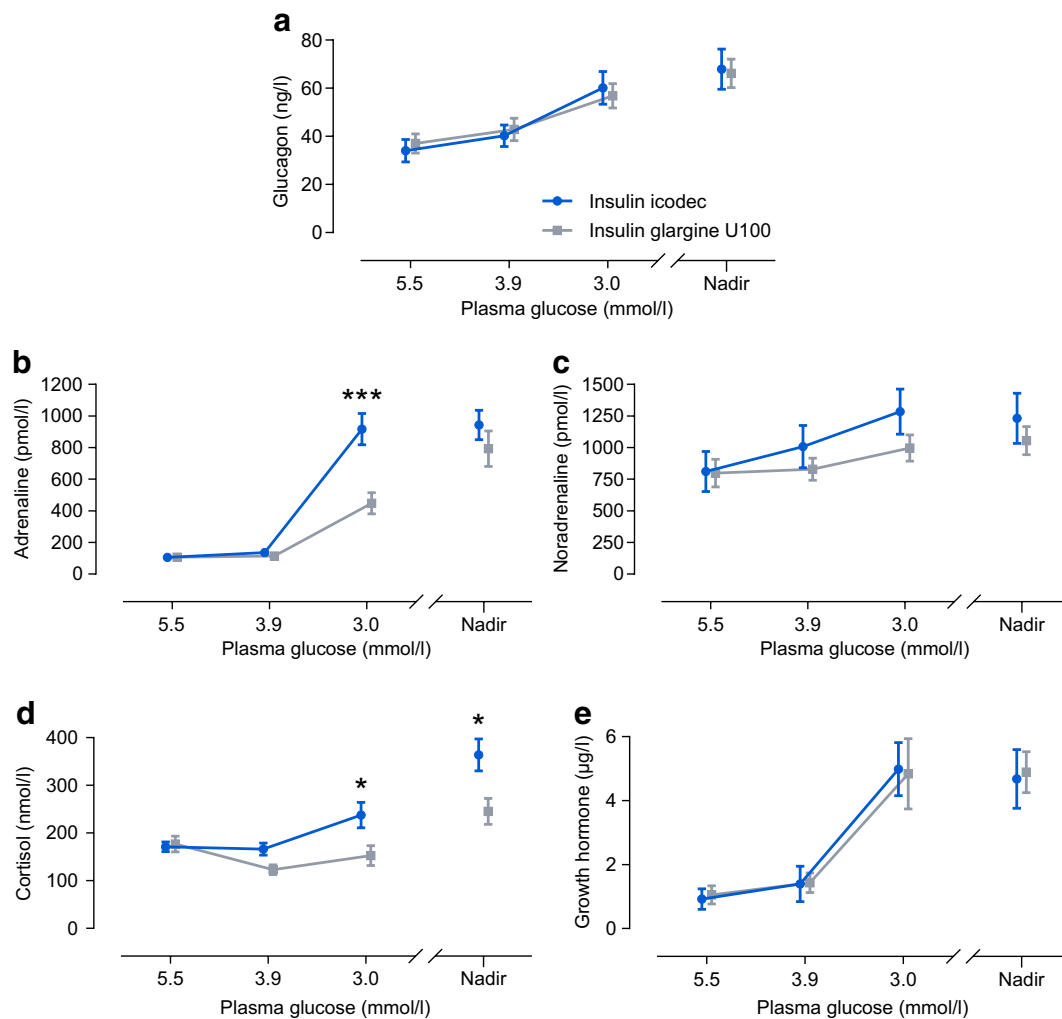 a
80
60
40
20
0
Glucagon (ng/l)
Insulin icodec
Insulin glargine U100
5.5 3.9 3.0 Nadir
Plasma glucose (mmol/l)
b
1200
1000
800
600
400
200
0
Adrenaline (pmol/l)
***
5.5 3.9 3.0 Nadir
Plasma glucose (mmol/l)
c
1500
1250
1000
750
500
250
0
Noradrenaline (pmol/l)
5.5 3.9 3.0 Nadir
Plasma glucose (mmol/l)
d
400
300
200
100
0
Cortisol (nmol/l)
*
*
5.5 3.9 3.0 Nadir
Plasma glucose (mmol/l)
e
6
4
2
0
Growth hormone (µg/l)
5.5 3.9 3.0 Nadir
Plasma glucose (mmol/l)